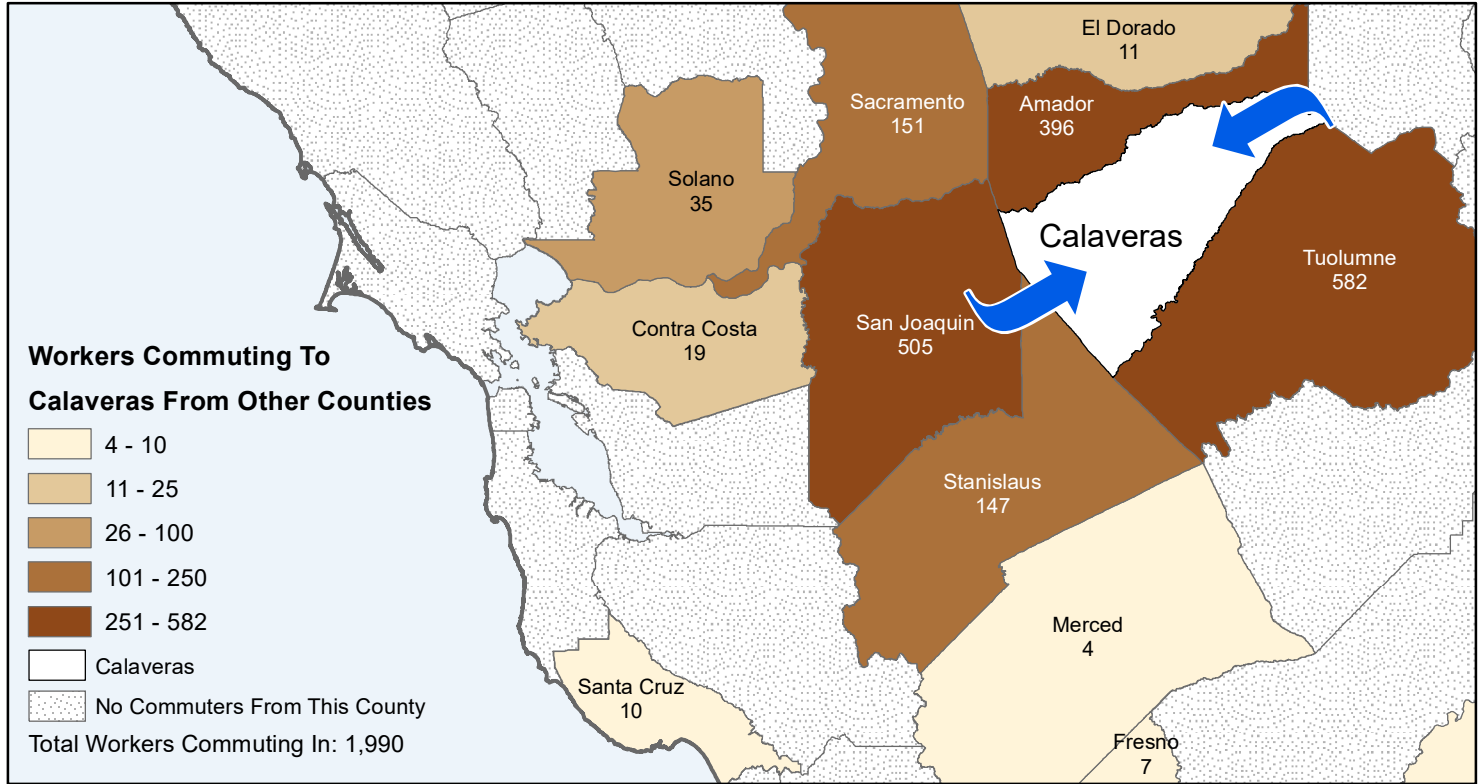 El Dorado
11
Sacramento
151
Amador
396
Solano
35
Calaveras
Tuolumne
582
Contra Costa
19
San Joaquin
505
Workers Commuting To
Calaveras From Other Counties
4 - 10
11 - 25
26 - 100
101 - 250
251 - 582
Calaveras
No Commuters From This County
Total Workers Commuting In: 1,990
Stanislaus
147
Merced
4
Santa Cruz
10
Fresno
7